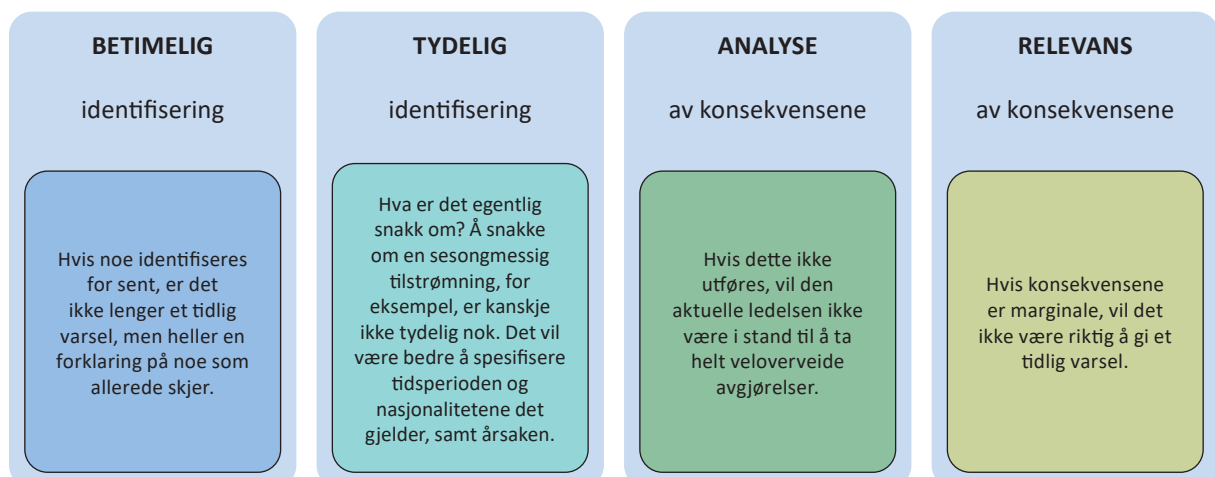 BETIMELIG
identifisering
Hvis noe identifiseres
for sent, er det
ikke lenger et tidlig
varsel, men heller en
forklaring på noe som
allerede skjer.
TYDELIG
identifisering
Hva er det egentlig
snakk om? Å snakke
om en sesongmessig
tilstrømning, for
eksempel, er kanskje
ikke tydelig nok. Det vil
være bedre å spesifisere
tidsperioden og
nasjonalitetene det
gjelder, samt årsaken.
ANALYSE
av konsekvensene
Hvis dette ikke
utføres, vil den
aktuelle ledelsen ikke
være i stand til å ta
helt veloverveide
avgjørelser.
RELEVANS
av konsekvensene
Hvis konsekvensene
er marginale, vil det
ikke være riktig å gi et
tidlig varsel.